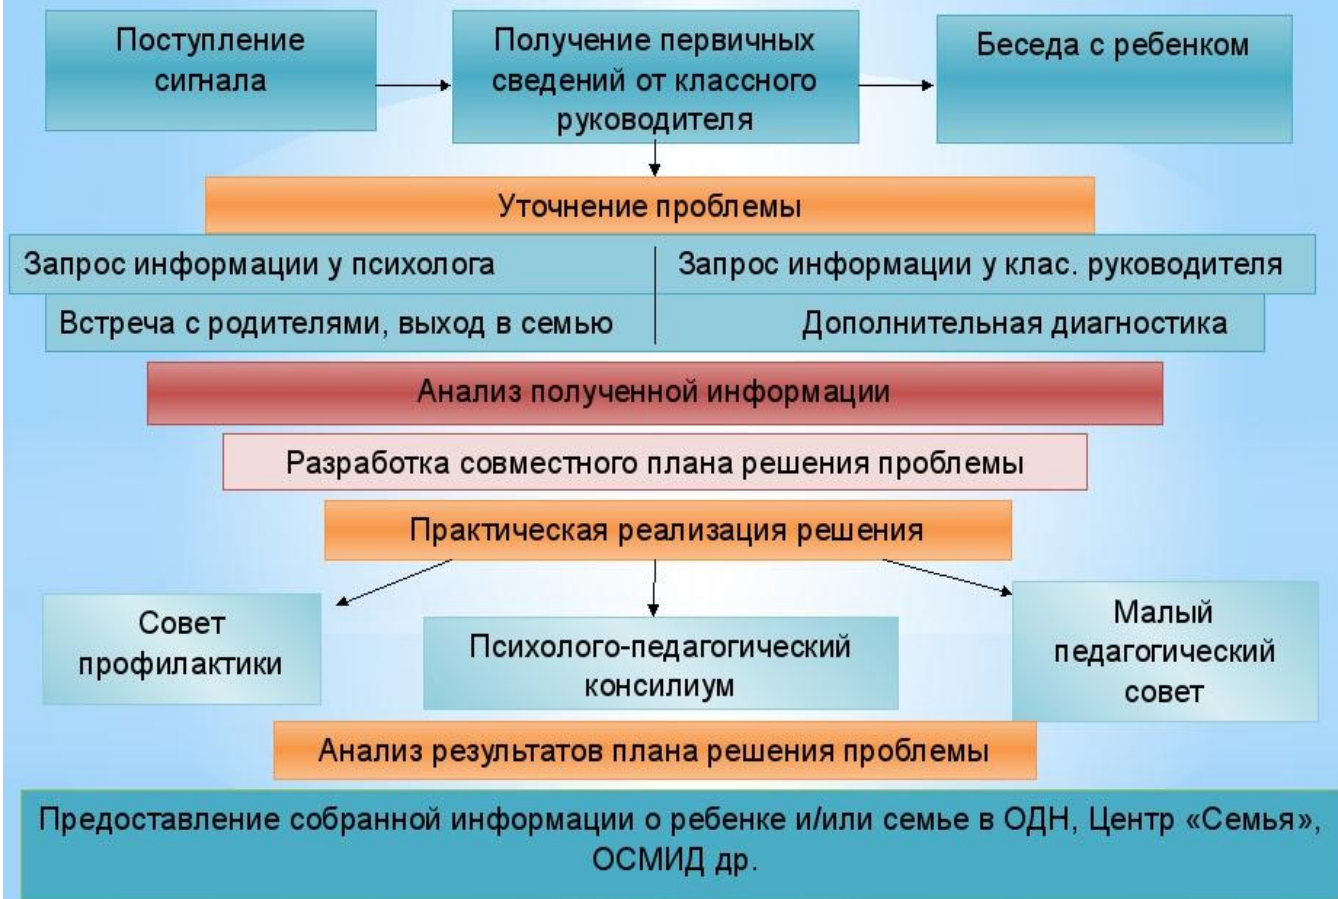 Поступление
сигнала
Получение первичных
сведений от классного
руководителя
Беседа с ребенком
Уточнение проблемы
Запрос информации у психолога
Запрос информации у клас. руководителя
Встреча с родителями, выход в семью
Дополнительная диагностика
Анализ полученной информации
Разработка совместного плана решения проблемы
Практическая реализация решения
Совет
профилактики
Психолого-педагогический
консилиум
Малый
педагогический
совет
Анализ результатов плана решения проблемы
Предоставление собранной информации о ребенке и/или семье в ОДН, Центр «Семья»,
ОСМИД др.